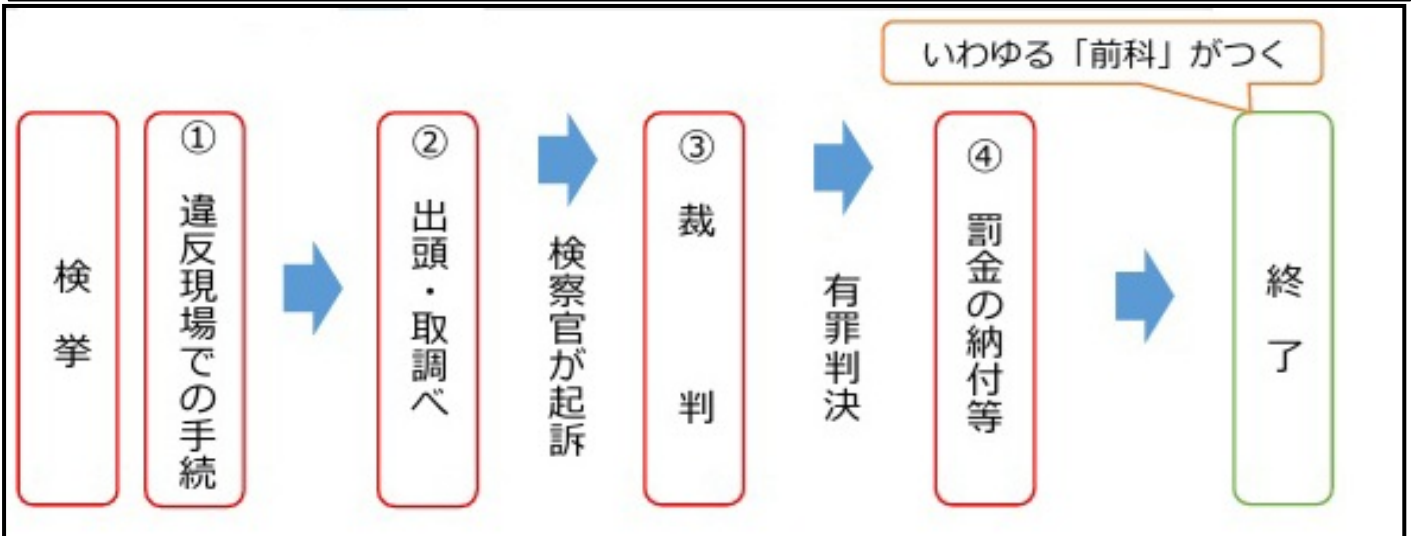 いわゆる「前科」がつく
検挙
① 違反現場での手続
② 出頭・取調べ
検察官が起訴
③ 裁判
有罪判決
④ 罰金の納付等
終了